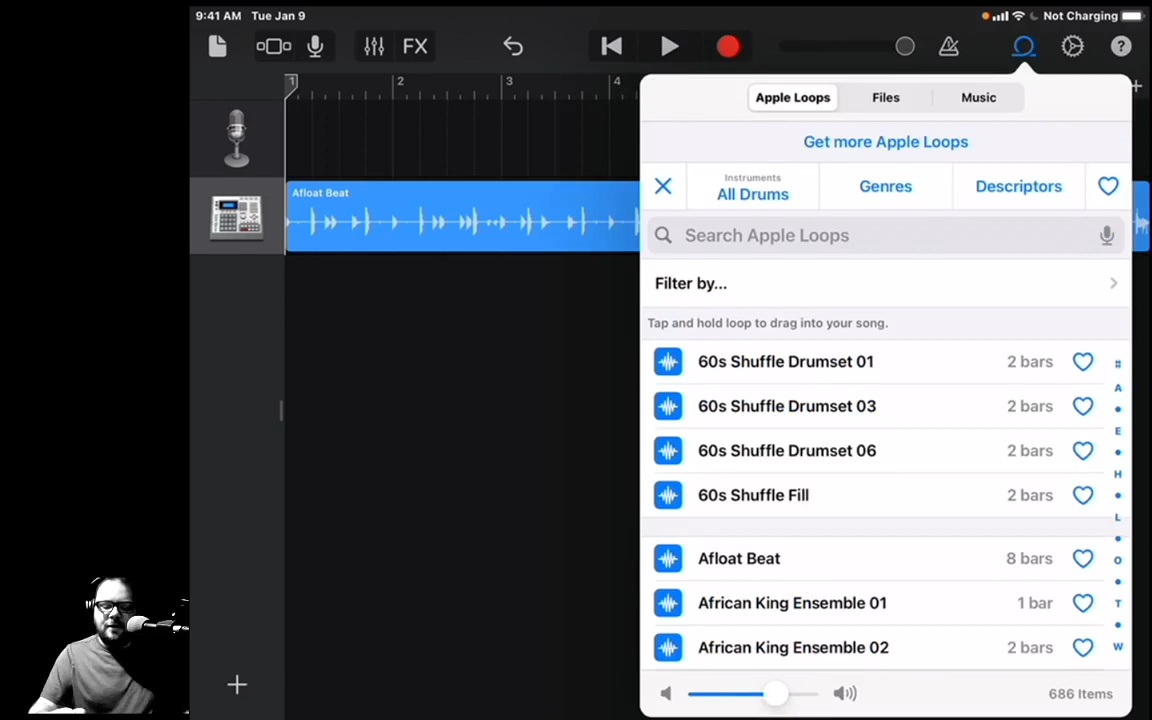 9:41 AM Tue Jan 9
Not Charging
FX
1 2 3 4
Apple Loops Files Music
Get more Apple Loops
Instruments
All Drums
Genres
Descriptors
Afloat Beat
Search Apple Loops
Filter by...
Tap and hold loop to drag into your song.
60s Shuffle Drumset 01 2 bars
60s Shuffle Drumset 03 2 bars
60s Shuffle Drumset 06 2 bars
60s Shuffle Fill 2 bars
Afloat Beat 8 bars
African King Ensemble 01 1 bar
African King Ensemble 02 2 bars
#
A
E
H
L
O
T
W
686 Items